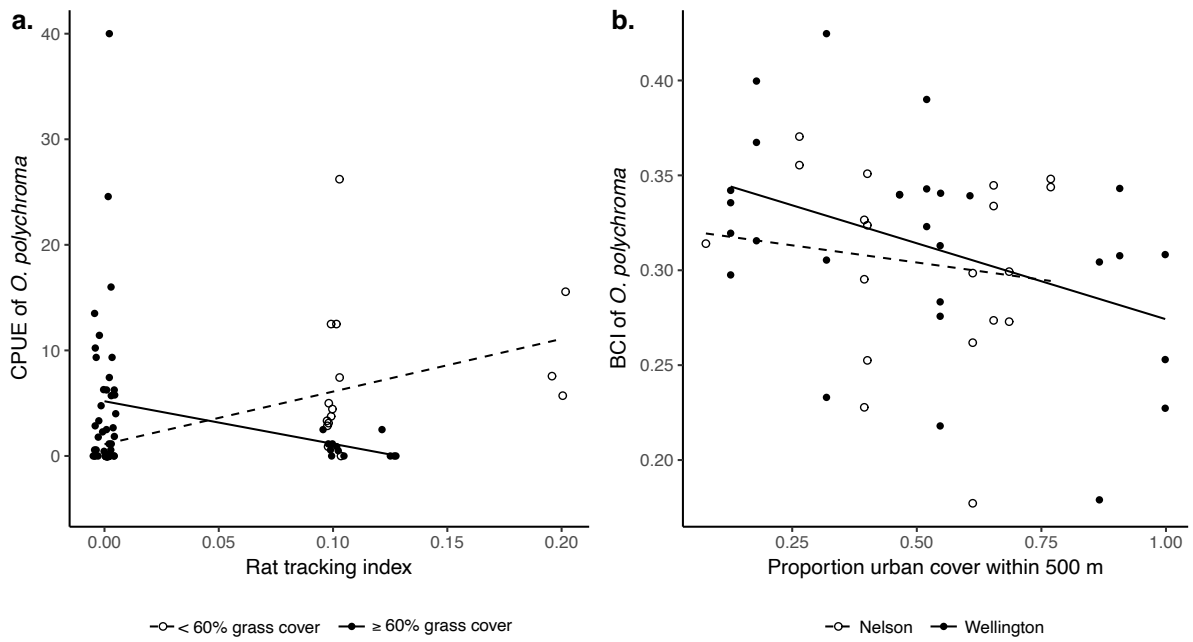 a.
CPUE of O. polychroma
40
30
20
10
0
0.00 0.05 0.10 0.15 0.20
Rat tracking index
< 60% grass cover ≥ 60% grass cover
b.
BCI of O. polychroma
0.40
0.35
0.30
0.25
0.20
0.25 0.50 0.75 1.00
Proportion urban cover within 500 m
Nelson Wellington